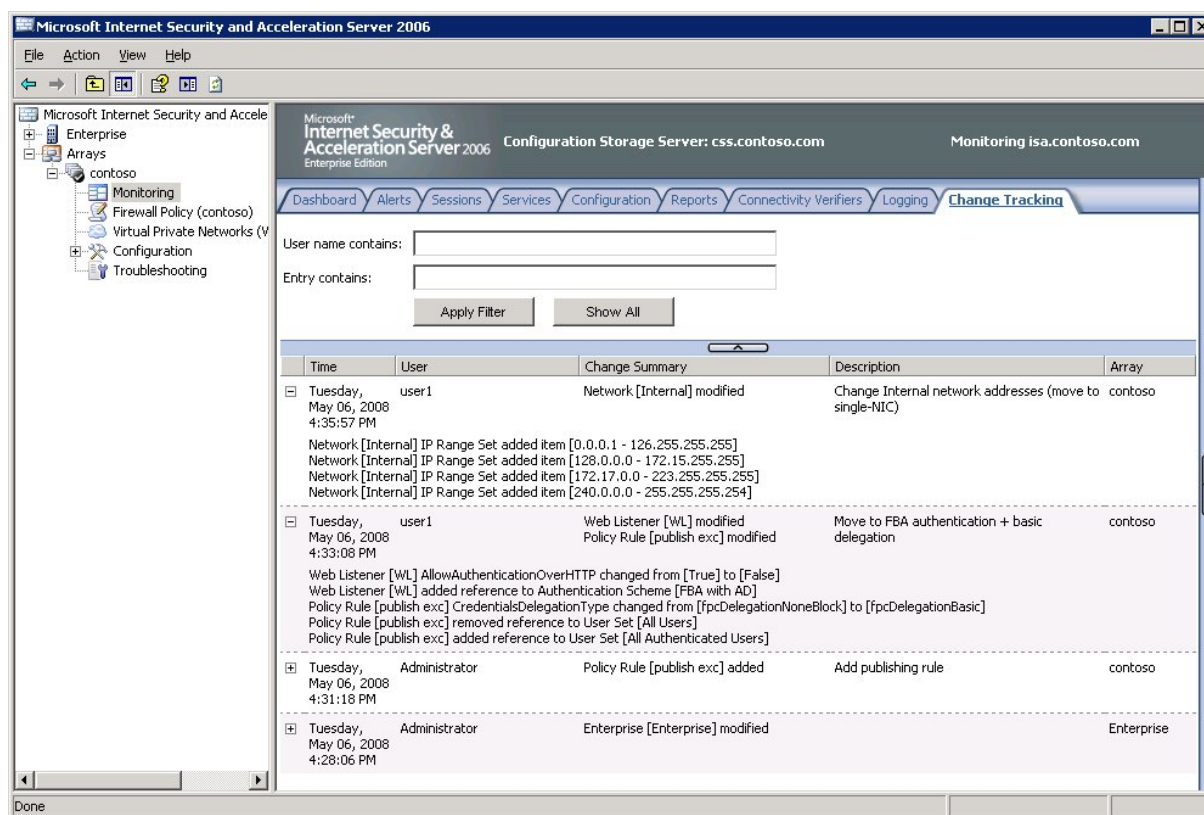 Microsoft Internet Security and Acceleration Server 2006
File Action View Help
Microsoft Internet Security and Accele
Enterprise
Arrays
contoso
Monitoring
Firewall Policy (contoso)
Virtual Private Networks (V
Configuration
Troubleshooting
Microsoft
Internet Security &
Acceleration Server 2006
Enterprise Edition
Configuration Storage Server: css.contoso.com
Monitoring isa.contoso.com
Dashboard Alerts Sessions Services Configuration Reports Connectivity Verifiers Logging Change Tracking
User name contains:
Entry contains:
Apply Filter Show All
Time User Change Summary Description Array
Tuesday, user1 Network [Internal] modified Change Internal network addresses (move to contoso
May 06, 2008 single-NIC)
4:35:57 PM
Network [Internal] IP Range Set added item [0.0.0.1 - 126.255.255.255]
Network [Internal] IP Range Set added item [128.0.0.0 - 172.15.255.255]
Network [Internal] IP Range Set added item [172.17.0.0 - 223.255.255.255]
Network [Internal] IP Range Set added item [240.0.0.0 - 255.255.255.254]
Tuesday, user1 Web Listener [WL] modified Move to FBA authentication + basic contoso
May 06, 2008 Policy Rule [publish exc] modified delegation
4:33:08 PM
Web Listener [WL] AllowAuthenticationOverHTTP changed from [True] to [False]
Web Listener [WL] added reference to Authentication Scheme [FBA with AD]
Policy Rule [publish exc] CredentialsDelegationType changed from [fpcDelegationNoneBlock] to [fpcDelegationBasic]
Policy Rule [publish exc] removed reference to User Set [All Users]
Policy Rule [publish exc] added reference to User Set [All Authenticated Users]
Tuesday, Administrator Policy Rule [publish exc] added Add publishing rule contoso
May 06, 2008
4:31:18 PM
Tuesday, Administrator Enterprise [Enterprise] modified Enterprise
May 06, 2008
4:28:06 PM
Done